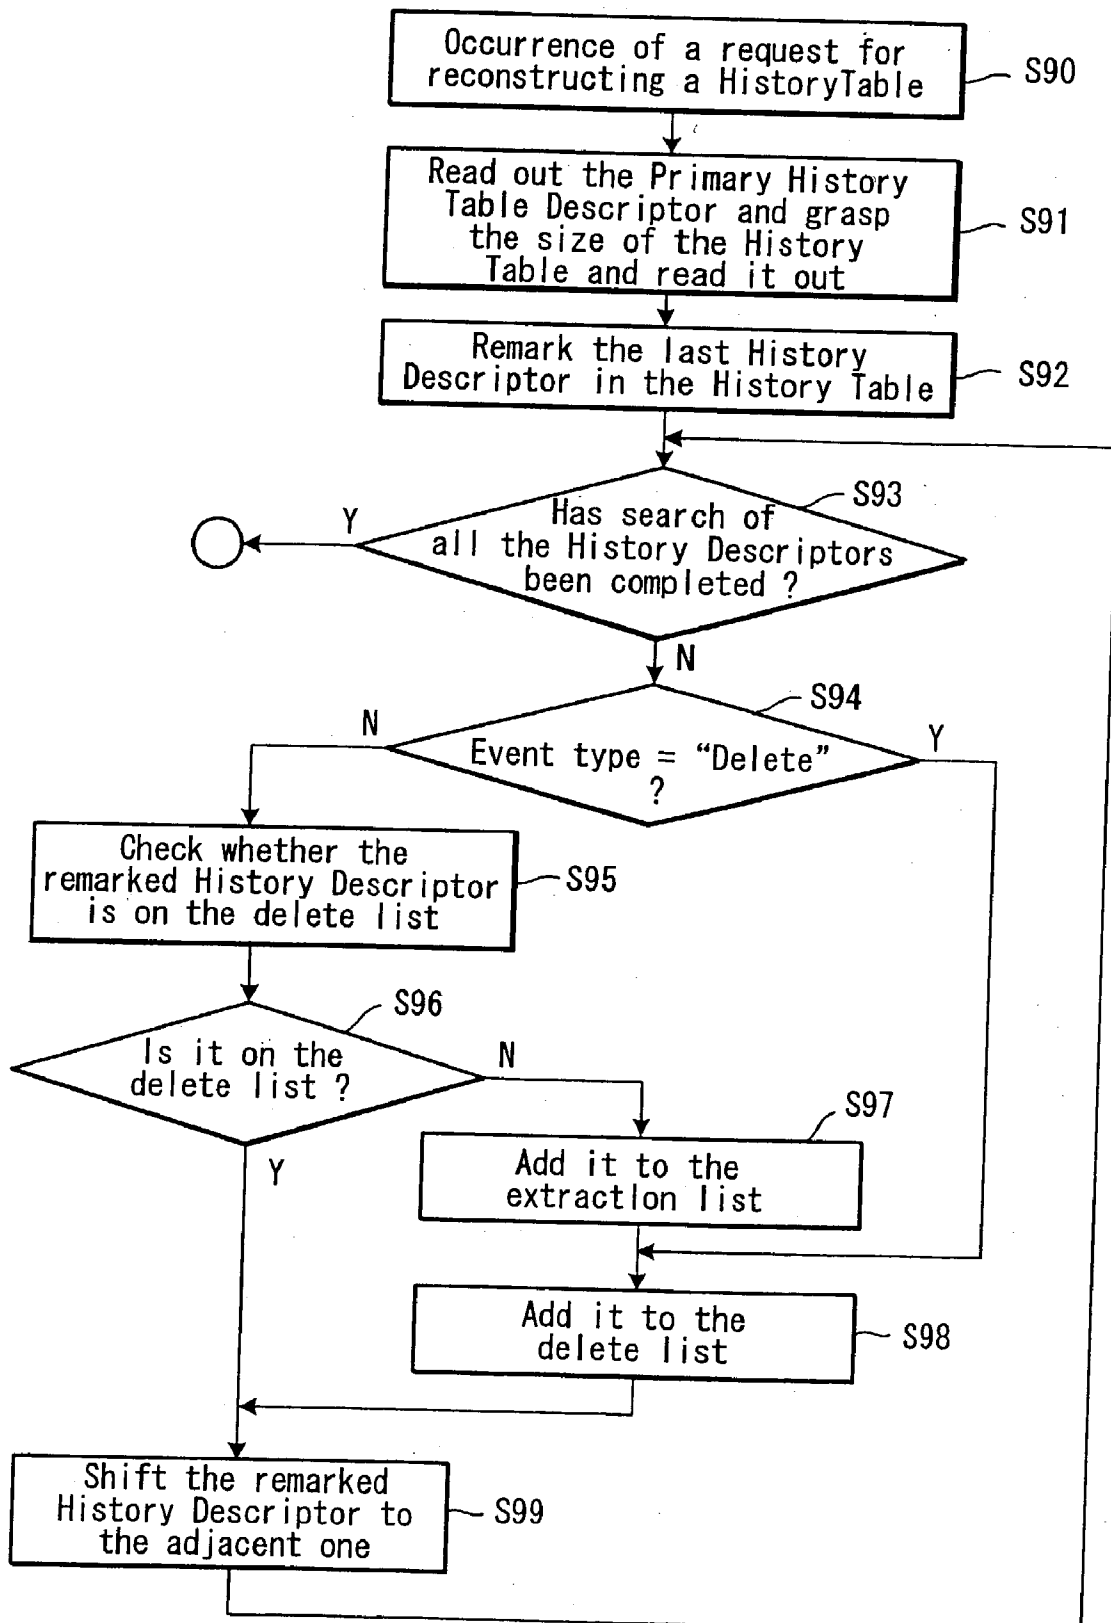 Occurrence of a request for
reconstructing a HistoryTable
S90
Read out the Primary History
Table Descriptor and grasp
the size of the History
Table and read it out
S91
Remark the last History
Descriptor in the History Table
S92
S93
Has search of
all the History Descriptors
been completed ?
Y
N
S94
Event type = “Delete”
?
N
Y
Check whether the
remarked History Descriptor
is on the delete list
S95
S96
Is it on the
delete list ?
N
Y
S97
Add it to the
extraction list
Add it to the
delete list
S98
Shift the remarked
History Descriptor to
the adjacent one
S99